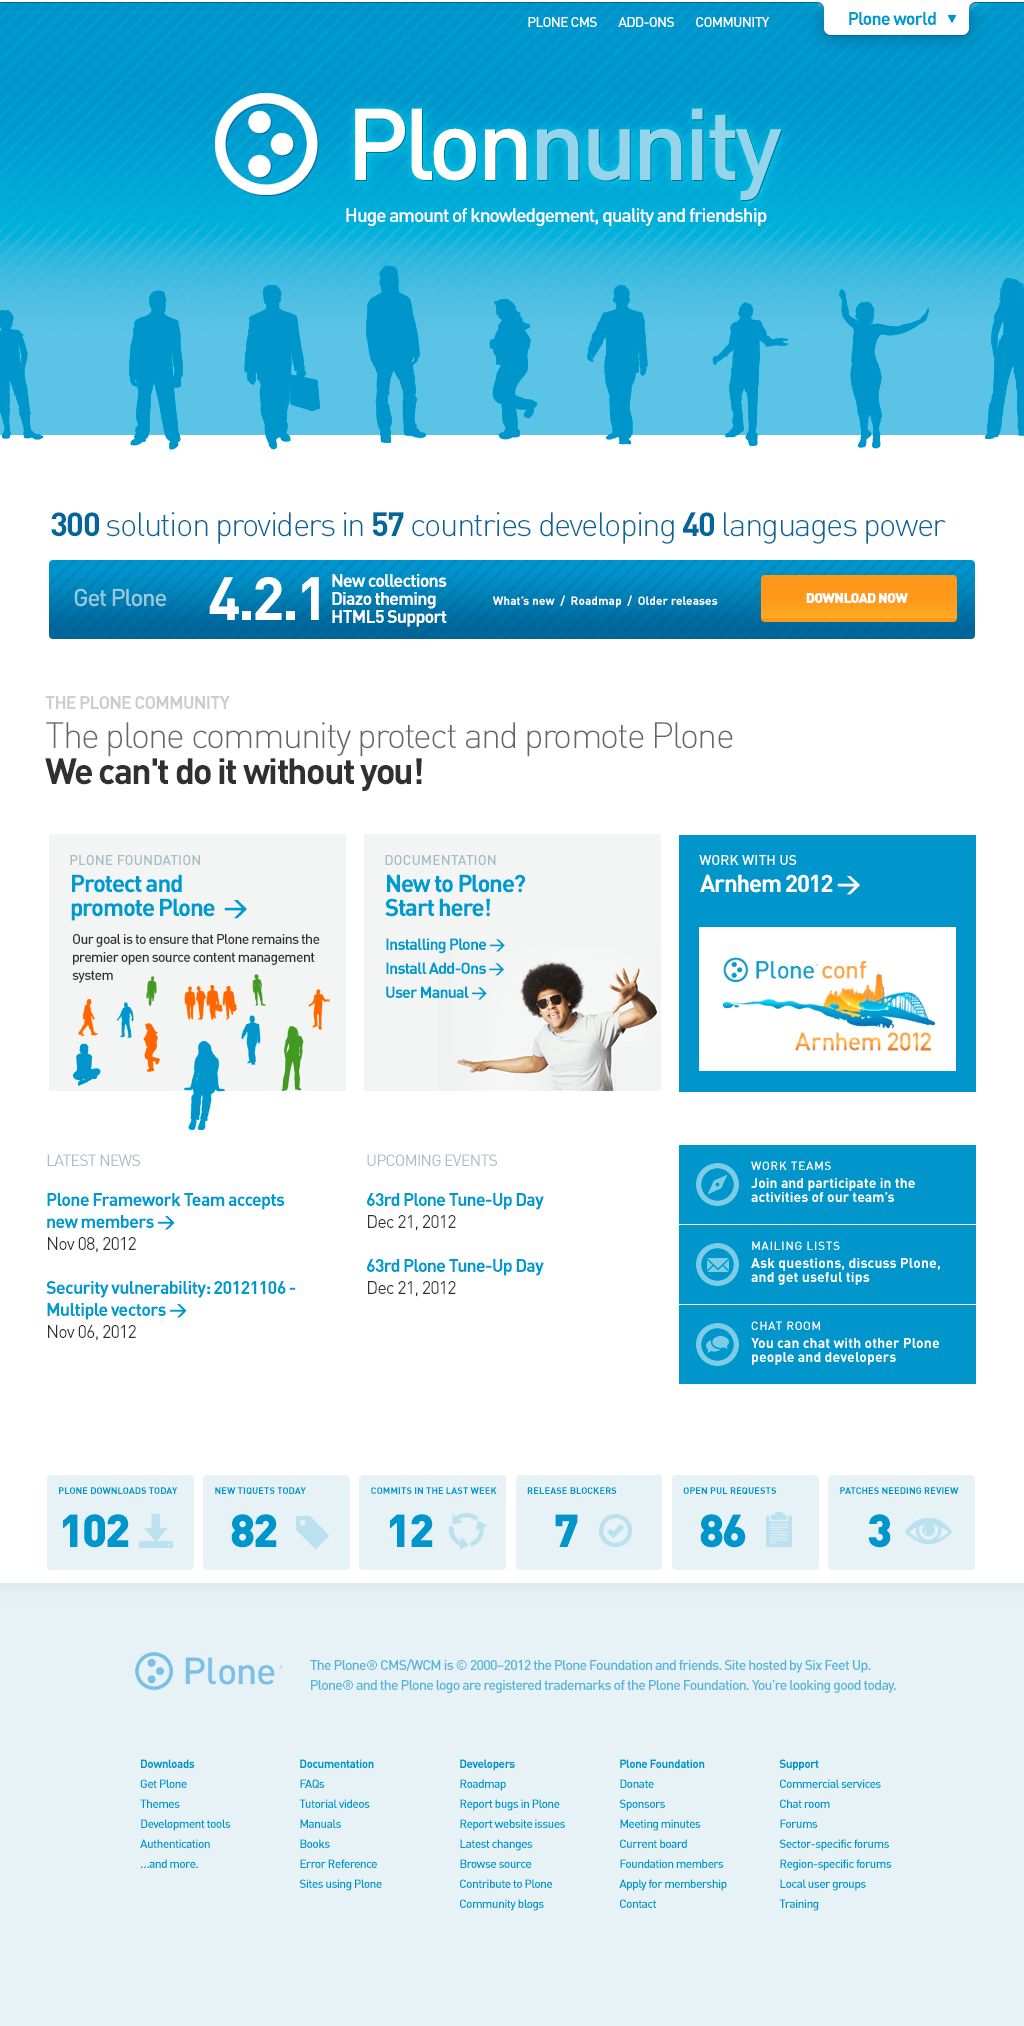 PLONE CMS ADD-ONS COMMUNITY Plone world
Plonnunity
Huge amount of knowledgement, quality and friendship
300 solution providers in 57 countries developing 40 languages power
Get Plone
4.2.1
New collections
Diazo theming
HTML5 Support
What's new / Roadmap / Older releases
DOWNLOAD NOW
THE PLONE COMMUNITY
The plone community protect and promote Plone
We can't do it without you!
PLONE FOUNDATION
Protect and
promote Plone
Our goal is to ensure that Plone remains the
premier open source content management
system
DOCUMENTATION
New to Plone?
Start here!
Installing Plone
Install Add-Ons
User Manual
WORK WITH US
Arnhem 2012
Plone conf
Arnhem 2012
LATEST NEWS
Plone Framework Team accepts
new members
Nov 08, 2012
Security vulnerability: 20121106 -
Multiple vectors
Nov 06, 2012
UPCOMING EVENTS
63rd Plone Tune-Up Day
Dec 21, 2012
63rd Plone Tune-Up Day
Dec 21, 2012
WORK TEAMS
Join and participate in the
activities of our team's
MAILING LISTS
Ask questions, discuss Plone,
and get useful tips
CHAT ROOM
You can chat with other Plone
people and developers
PLONE DOWNLOADS TODAY
102
NEW TIQUETS TODAY
82
COMMITS IN THE LAST WEEK
12
RELEASE BLOCKERS
7
OPEN PUL REQUESTS
86
PATCHES NEEDING REVIEW
3
Plone
The Plone® CMS/WCM is © 2000–2012 the Plone Foundation and friends. Site hosted by Six Feet Up.
Plone® and the Plone logo are registered trademarks of the Plone Foundation. You're looking good today.
Downloads
Get Plone
Themes
Development tools
Authentication
...and more.
Documentation
FAQs
Tutorial videos
Manuals
Books
Error Reference
Sites using Plone
Developers
Roadmap
Report bugs in Plone
Report website issues
Latest changes
Browse source
Contribute to Plone
Community blogs
Plone Foundation
Donate
Sponsors
Meeting minutes
Current board
Foundation members
Apply for membership
Contact
Support
Commercial services
Chat room
Forums
Sector-specific forums
Region-specific forums
Local user groups
Training